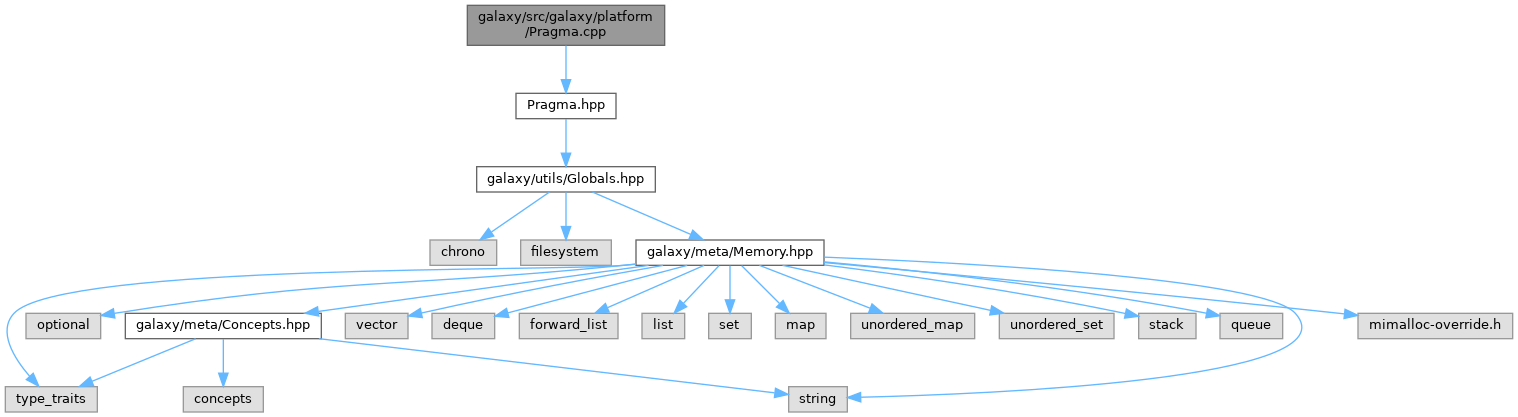 galaxy/src/galaxy/platform
/Pragma.cpp
Pragma.hpp
galaxy/utils/Globals.hpp
chrono
filesystem
galaxy/meta/Memory.hpp
optional
galaxy/meta/Concepts.hpp
vector
deque
forward_list
list
set
map
unordered_map
unordered_set
stack
queue
mimalloc-override.h
type_traits
concepts
string